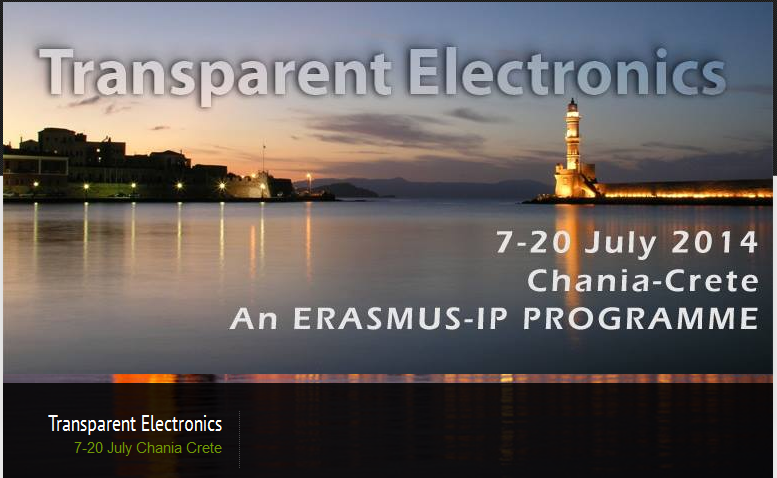 Transparent Electronics
7-20 July 2014
Chania-Crete
An ERASMUS-IP PROGRAMME
Transparent Electronics
7-20 July Chania Crete